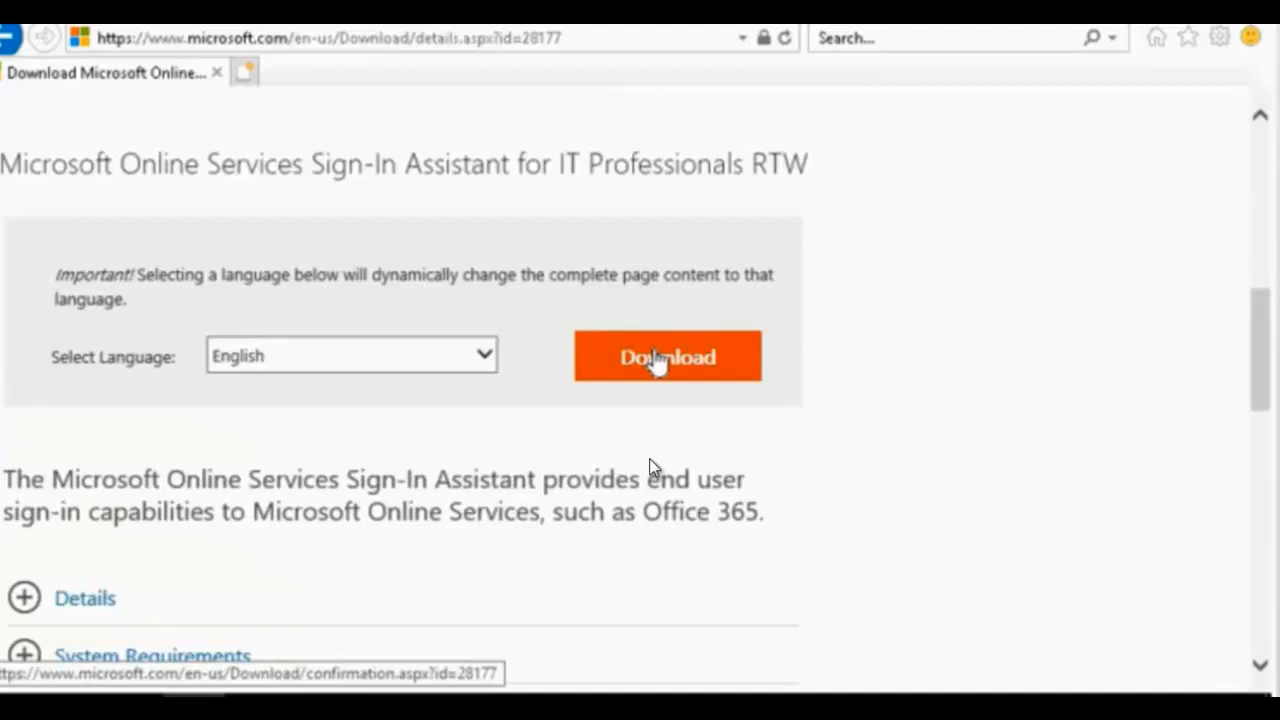 https://www.microsoft.com/en-us/Download/details.aspx?id=28177
Search...
Download Microsoft Online...
Microsoft Online Services Sign-In Assistant for IT Professionals RTW
Important! Selecting a language below will dynamically change the complete page content to that
language.
Select Language:
English
Download
The Microsoft Online Services Sign-In Assistant provides end user
sign-in capabilities to Microsoft Online Services, such as Office 365.
Details
System Requirements
ttps://www.microsoft.com/en-us/Download/confirmation.aspx?id=28177